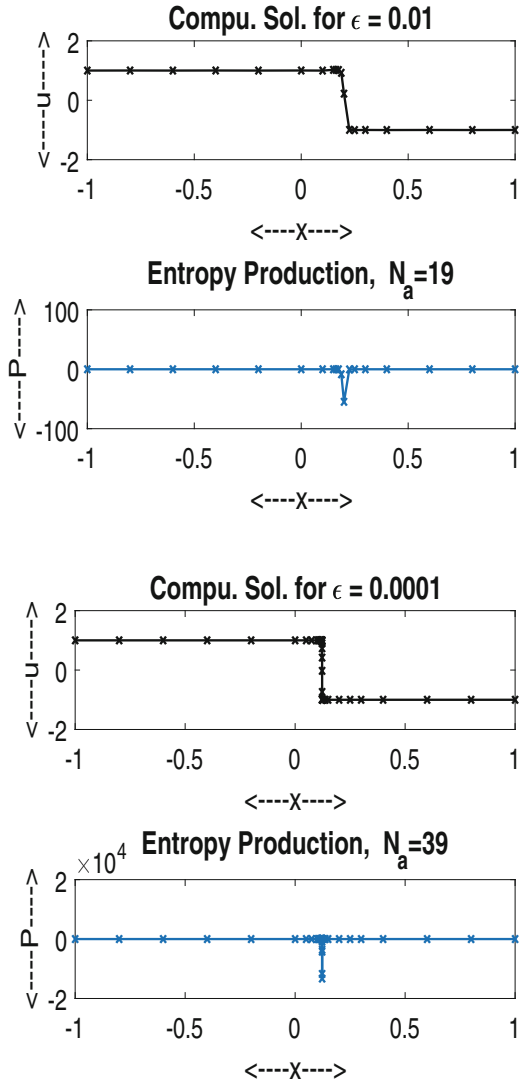 Compu. Sol. for ϵ = 0.01
<----u---->
2
0
-2
-1
-0.5
0
0.5
1
<----x---->
Entropy Production, N_a=19
<----P---->
100
0
-100
-1
-0.5
0
0.5
1
<----x---->
Compu. Sol. for ϵ = 0.0001
<----u---->
2
0
-2
-1
-0.5
0
0.5
1
<----x---->
×10^4
Entropy Production, N_a=39
<----P---->
2
0
-2
-1
-0.5
0
0.5
1
<----x---->